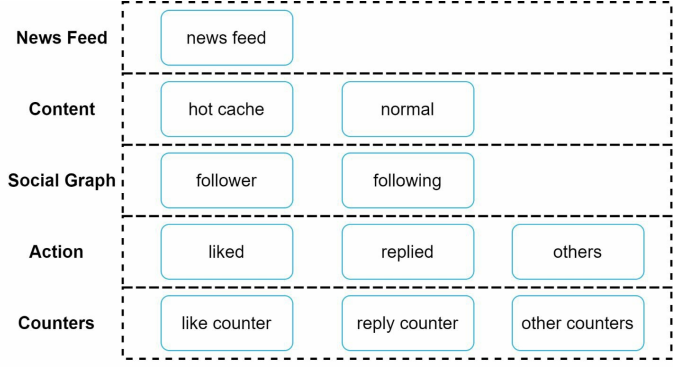 News Feed
news feed
Content
hot cache
normal
Social Graph
follower
following
Action
liked
replied
others
Counters
like counter
reply counter
other counters